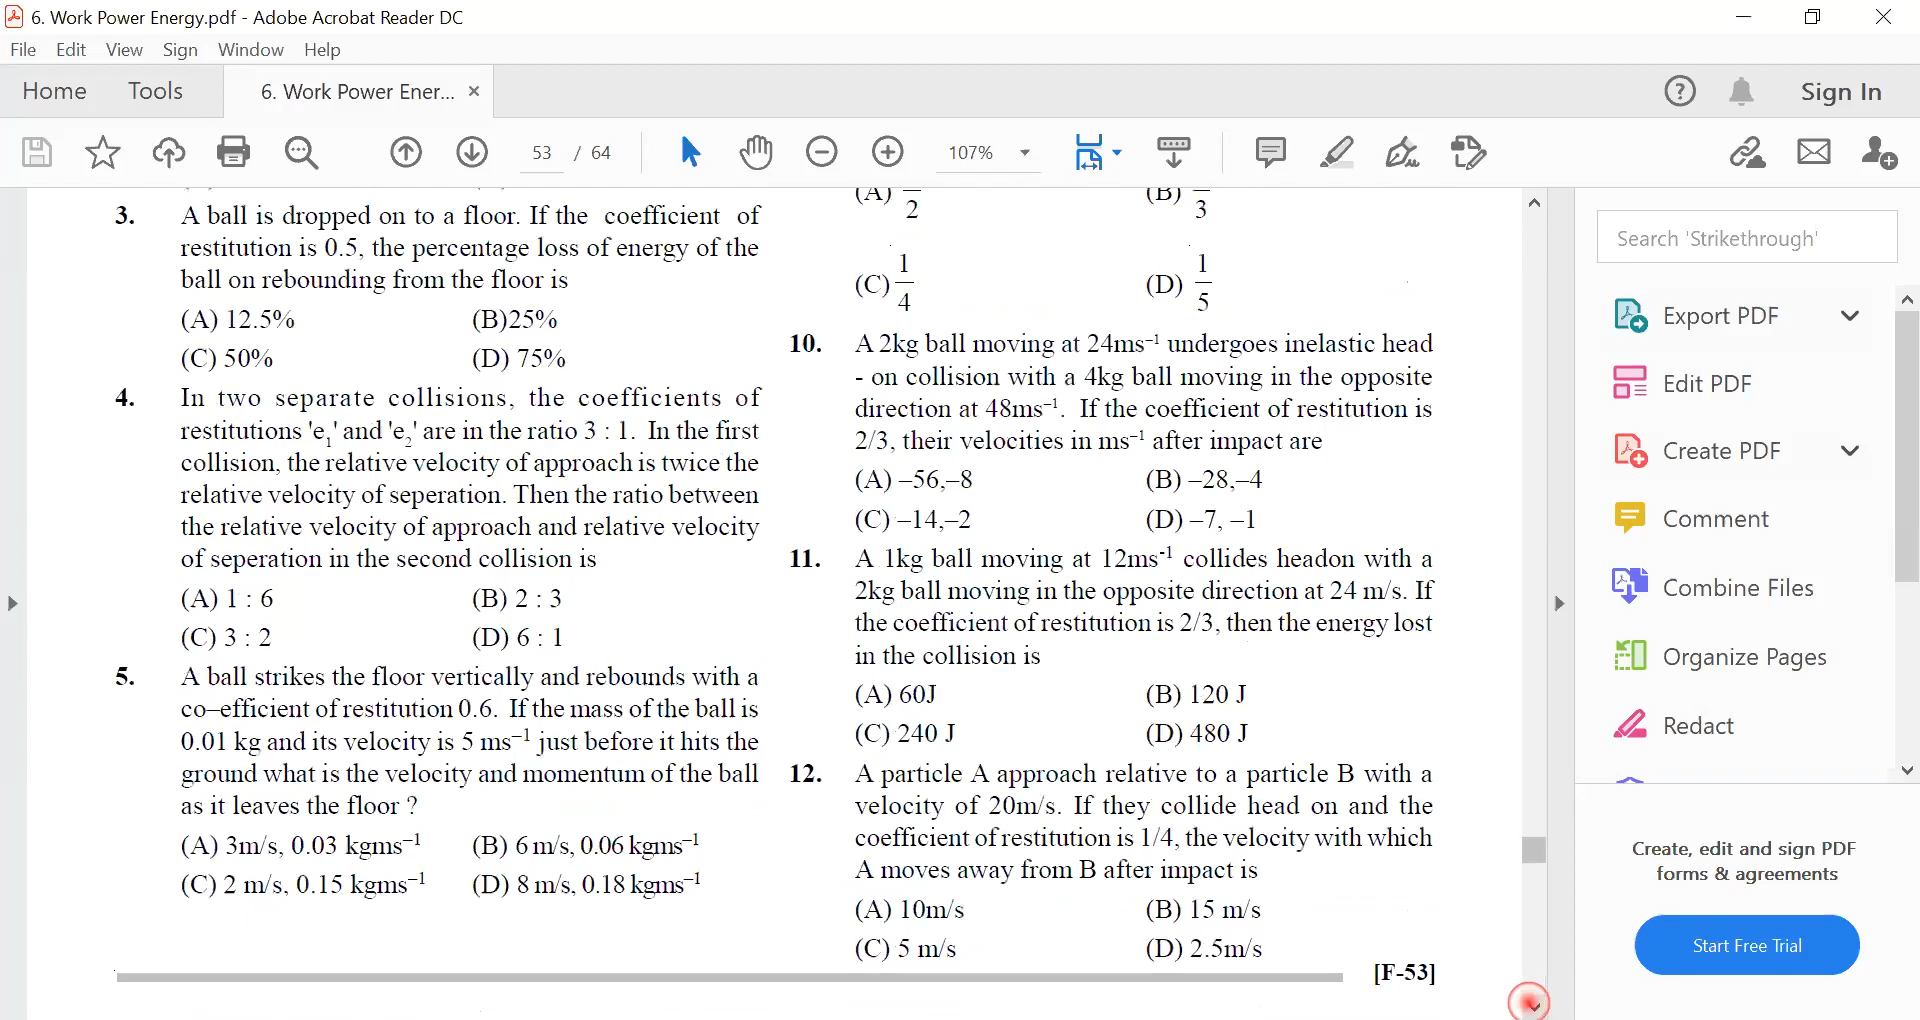 6. Work Power Energy.pdf - Adobe Acrobat Reader DC
File Edit View Sign Window Help
Home Tools 6. Work Power Ener... × Sign In
53 / 64 107%
3. A ball is dropped on to a floor. If the coefficient of
restitution is 0.5, the percentage loss of energy of the
ball on rebounding from the floor is
(A) 12.5% (B)25%
(C) 50% (D) 75%
4. In two separate collisions, the coefficients of
restitutions 'e₁' and 'e₂' are in the ratio 3 : 1. In the first
collision, the relative velocity of approach is twice the
relative velocity of seperation. Then the ratio between
the relative velocity of approach and relative velocity
of seperation in the second collision is
(A) 1 : 6 (B) 2 : 3
(C) 3 : 2 (D) 6 : 1
5. A ball strikes the floor vertically and rebounds with a
co–efficient of restitution 0.6. If the mass of the ball is
0.01 kg and its velocity is 5 ms⁻¹ just before it hits the
ground what is the velocity and momentum of the ball
as it leaves the floor ?
(A) 3m/s, 0.03 kgms⁻¹ (B) 6 m/s, 0.06 kgms⁻¹
(C) 2 m/s, 0.15 kgms⁻¹ (D) 8 m/s, 0.18 kgms⁻¹
(A) /2 (B) /3
(C) 1/4 (D) 1/5
10. A 2kg ball moving at 24ms⁻¹ undergoes inelastic head
- on collision with a 4kg ball moving in the opposite
direction at 48ms⁻¹. If the coefficient of restitution is
2/3, their velocities in ms⁻¹ after impact are
(A) –56,–8 (B) –28,–4
(C) –14,–2 (D) –7, –1
11. A 1kg ball moving at 12ms⁻¹ collides headon with a
2kg ball moving in the opposite direction at 24 m/s. If
the coefficient of restitution is 2/3, then the energy lost
in the collision is
(A) 60J (B) 120 J
(C) 240 J (D) 480 J
12. A particle A approach relative to a particle B with a
velocity of 20m/s. If they collide head on and the
coefficient of restitution is 1/4, the velocity with which
A moves away from B after impact is
(A) 10m/s (B) 15 m/s
(C) 5 m/s (D) 2.5m/s
[F-53]
Search 'Strikethrough'
Export PDF
Edit PDF
Create PDF
Comment
Combine Files
Organize Pages
Redact
Create, edit and sign PDF
forms & agreements
Start Free Trial